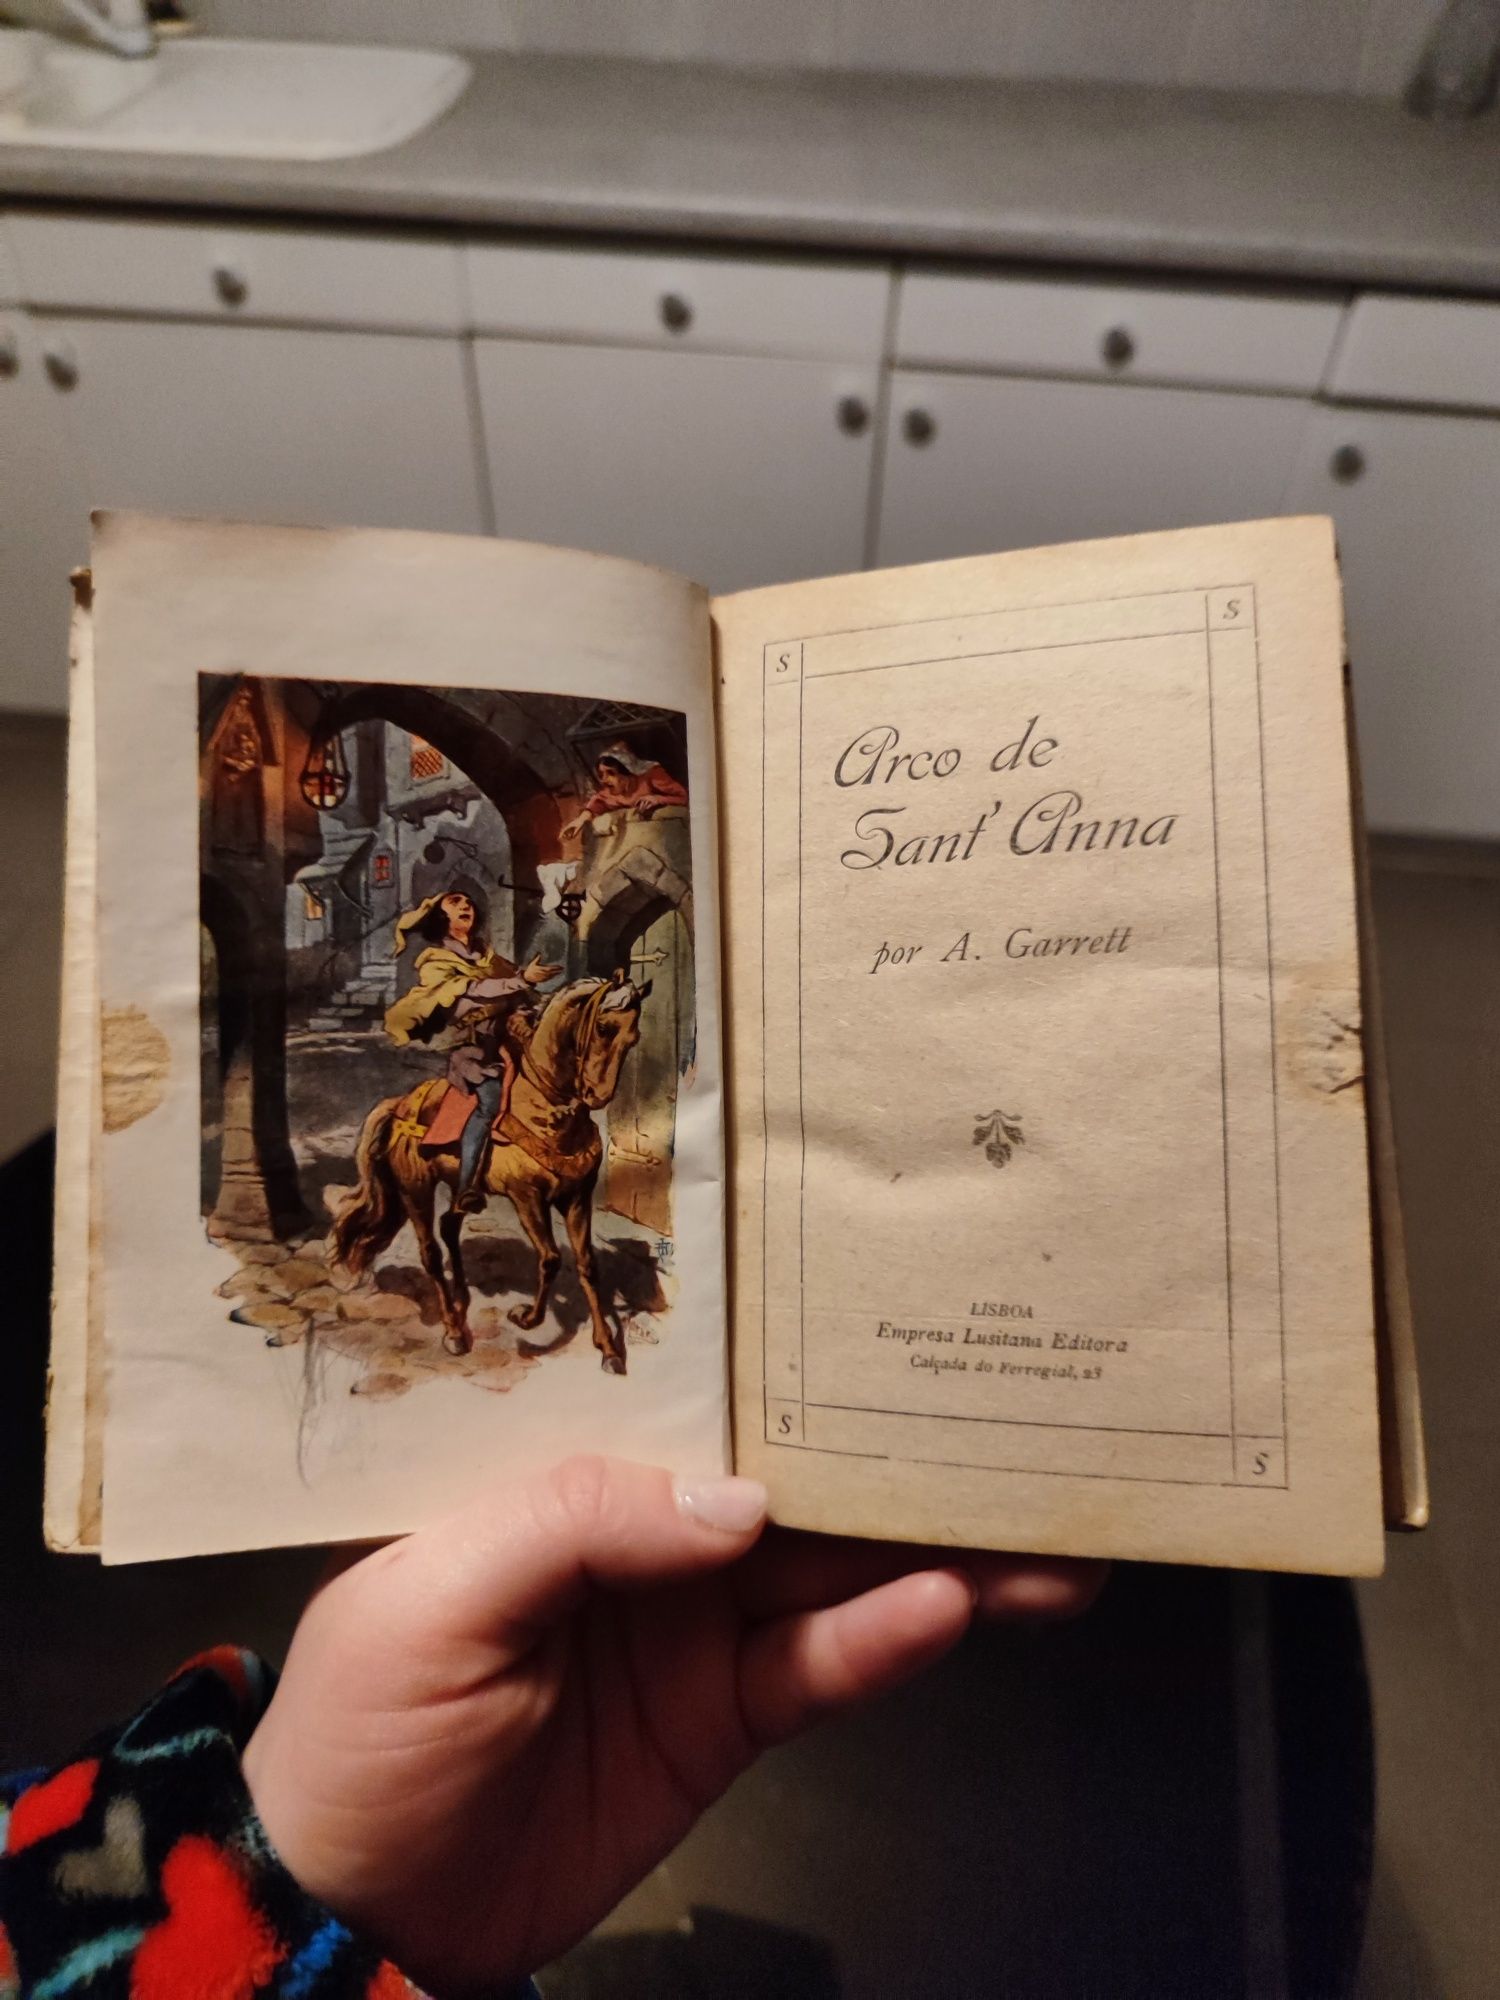 S
S
Arco de
Sant' Anna
por A. Garrett
LISBOA
Empresa Lusitana Editora
Calçada do Ferregial, 23
S
S